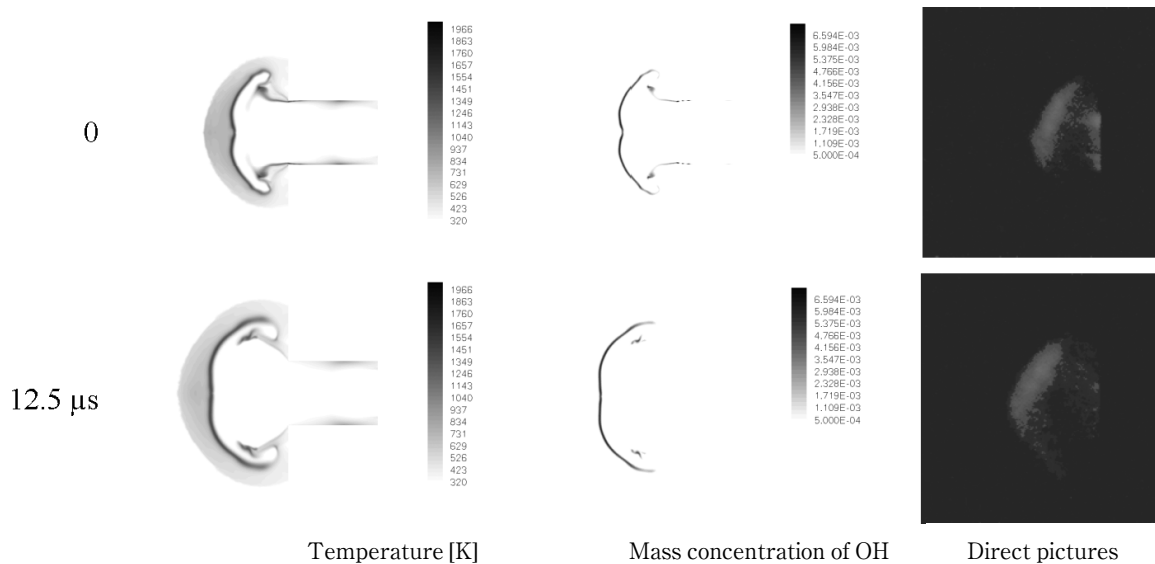 1966
1863
1760
1657
1554
1451
1349
1246
1143
1040
937
834
731
629
526
423
320
6.594E-03
5.984E-03
5.375E-03
4.766E-03
4.156E-03
3.547E-03
2.938E-03
2.328E-03
1.719E-03
1.109E-03
5.000E-04
0
1966
1863
1760
1657
1554
1451
1349
1246
1143
1040
937
834
731
629
526
423
320
6.594E-03
5.984E-03
5.375E-03
4.766E-03
4.156E-03
3.547E-03
2.938E-03
2.328E-03
1.719E-03
1.109E-03
5.000E-04
12.5 µs
Temperature [K]
Mass concentration of OH
Direct pictures